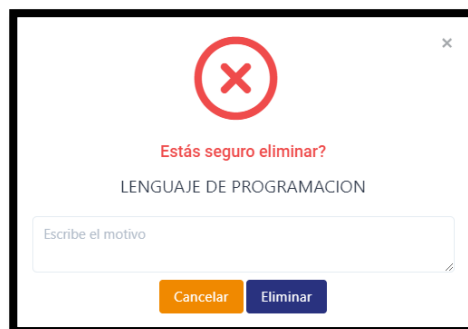 ×
Estás seguro eliminar?
LENGUAJE DE PROGRAMACION
Escribe el motivo
Cancelar Eliminar